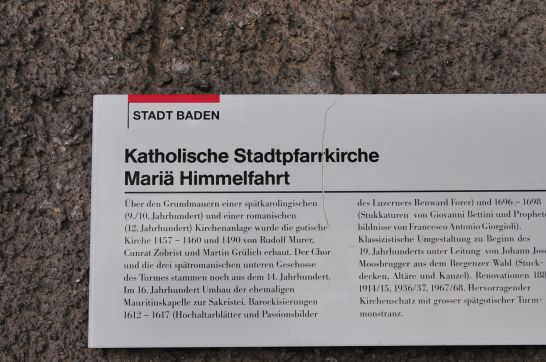 STADT BADEN
Katholische Stadtpfarrkirche
Mariä Himmelfahrt
Über den Grundmauern einer spätkarolingischen
(9./10. Jahrhundert) und einer romanischen
(12. Jahrhundert) Kirchenanlage wurde die gotische
Kirche 1457 – 1460 und 1490 von Rudolf Murer,
Cunrat Zobrist und Martin Grülich erbaut. Der Chor
und die drei spätromanischen unteren Geschosse
des Turmes stammen noch aus dem 14. Jahrhundert.
Im 16. Jahrhundert Umbau der ehemaligen
Mauritiuskapelle zur Sakristei. Barockisierungen
1612 – 1617 (Hochaltarblätter und Passionsbilder
des Luzerners Renward Forer) und 1696 – 1698
(Stukkaturen von Giovanni Bettini und Prophete
bildnisse von Francesco Antonio Giorgioli).
Klassizistische Umgestaltung zu Beginn des
19. Jahrhunderts unter Leitung von Johann Jose
Moosbrugger aus dem Bregenzer Wald (Stuck-
decken, Altäre und Kanzel). Renovationen 188
1914/15, 1936/37, 1967/68. Hervorragender
Kirchenschatz mit grosser spätgotischer Turm-
monstranz.